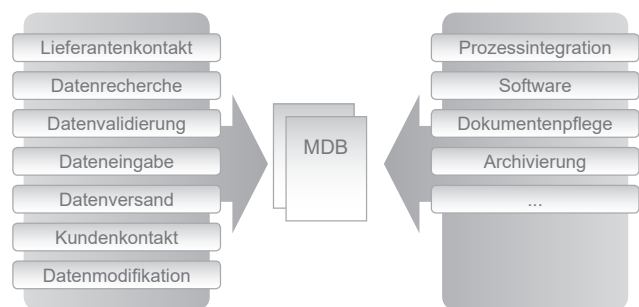 Lieferantenkontakt
Datenrecherche
Datenvalidierung
Dateneingabe
Datenversand
Kundenkontakt
Datenmodifikation
MDB
Prozessintegration
Software
Dokumentenpflege
Archivierung
...